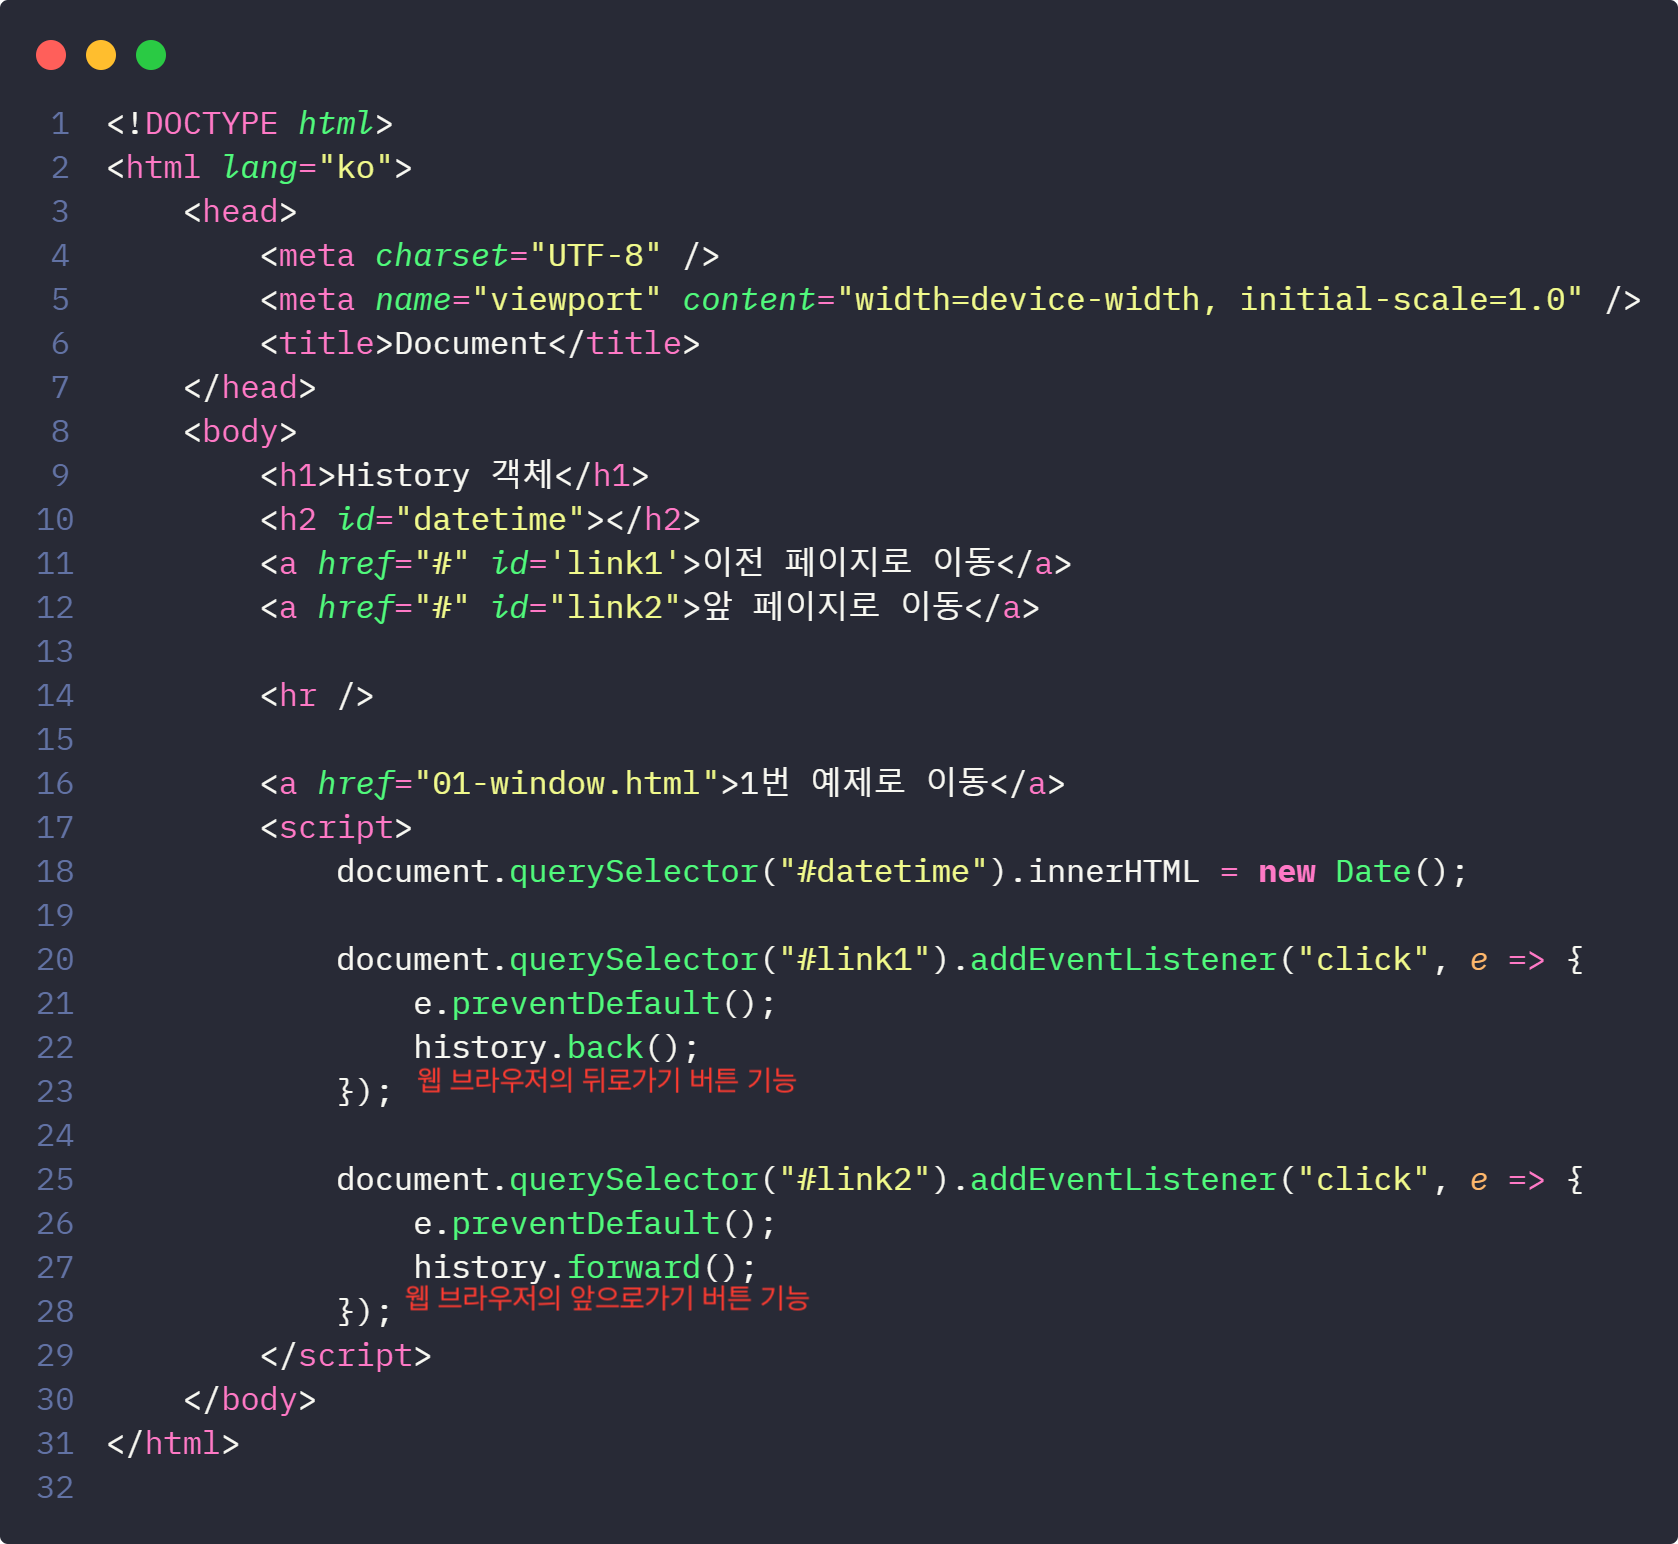 1 <!DOCTYPE html>
2 <html lang="ko">
3     <head>
4         <meta charset="UTF-8" />
5         <meta name="viewport" content="width=device-width, initial-scale=1.0" />
6         <title>Document</title>
7     </head>
8     <body>
9         <h1>History 객체</h1>
10         <h2 id="datetime"></h2>
11         <a href="#" id='link1'>이전 페이지로 이동</a>
12         <a href="#" id="link2">앞 페이지로 이동</a>
13
14         <hr />
15
16         <a href="01-window.html">1번 예제로 이동</a>
17         <script>
18             document.querySelector("#datetime").innerHTML = new Date();
19
20             document.querySelector("#link1").addEventListener("click", e => {
21                 e.preventDefault();
22                 history.back();
23             }); 웹 브라우저의 뒤로가기 버튼 기능
24
25             document.querySelector("#link2").addEventListener("click", e => {
26                 e.preventDefault();
27                 history.forward();
28             }); 웹 브라우저의 앞으로가기 버튼 기능
29         </script>
30     </body>
31 </html>
32